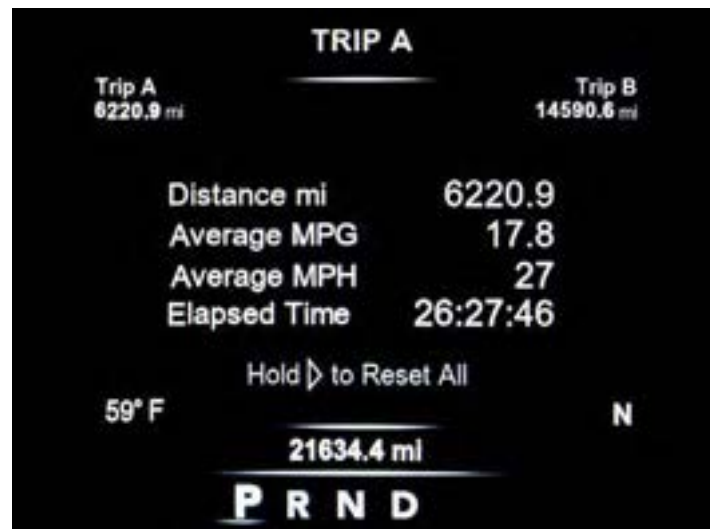 TRIP A
Trip A Trip B
6220.9 mi 14590.6 mi
Distance mi 6220.9
Average MPG 17.8
Average MPH 27
Elapsed Time 26:27:46
Hold ▷ to Reset All
59° F N
21634.4 mi
P R N D